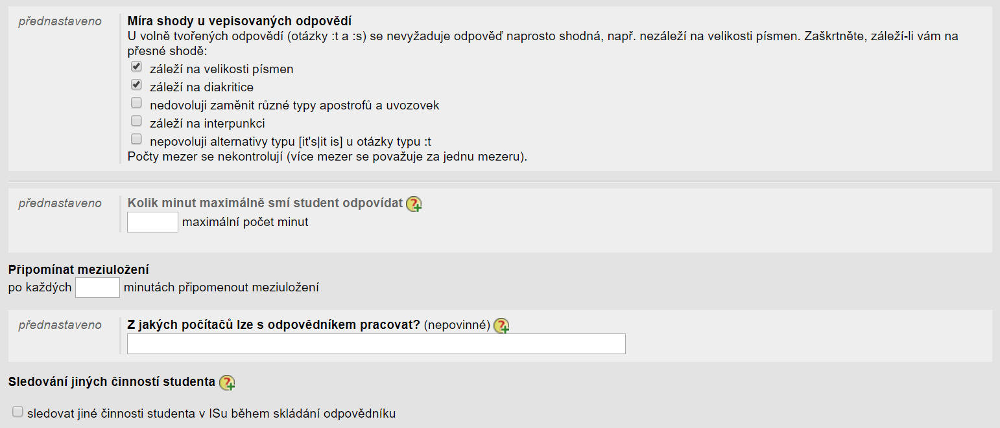 přednastaveno
Míra shody u vepisovaných odpovědí
U volně tvořených odpovědí (otázky :t a :s) se nevyžaduje odpověď naprosto shodná, např. nezáleží na velikosti písmen. Zaškrtněte, záleží-li vám na
přesné shodě:
záleží na velikosti písmen
záleží na diakritice
nedovoluji zaměnit různé typy apostrofů a uvozovek
záleží na interpunkci
nepovoluji alternativy typu [it's|it is] u otázky typu :t
Počty mezer se nekontrolují (více mezer se považuje za jednu mezeru).
přednastaveno
Kolik minut maximálně smí student odpovídat
maximální počet minut
Připomínat meziuložení
po každých minutách připomenout meziuložení
přednastaveno
Z jakých počítačů lze s odpovědníkem pracovat? (nepovinné)
Sledování jiných činností studenta
sledovat jiné činnosti studenta v ISu během skládání odpovědníku